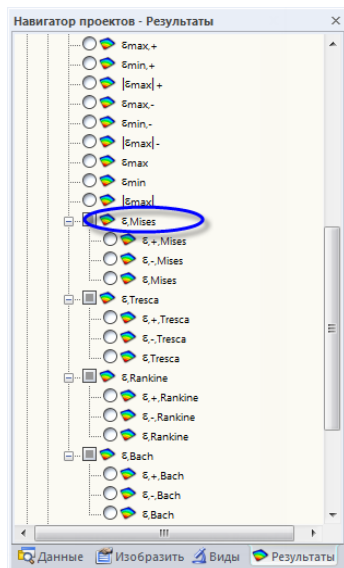 Навигатор проектов - Результаты
εmax,+
εmin,+
|εmax|+
εmax,-
εmin,-
|εmax|-
εmax
εmin
|εmax|
ε,Mises
ε,+,Mises
ε,-,Mises
ε,Mises
ε,Tresca
ε,+,Tresca
ε,-,Tresca
ε,Tresca
ε,Rankine
ε,+,Rankine
ε,-,Rankine
ε,Rankine
ε,Bach
ε,+,Bach
ε,-,Bach
ε,Bach
Данные Изобразить Виды Результаты